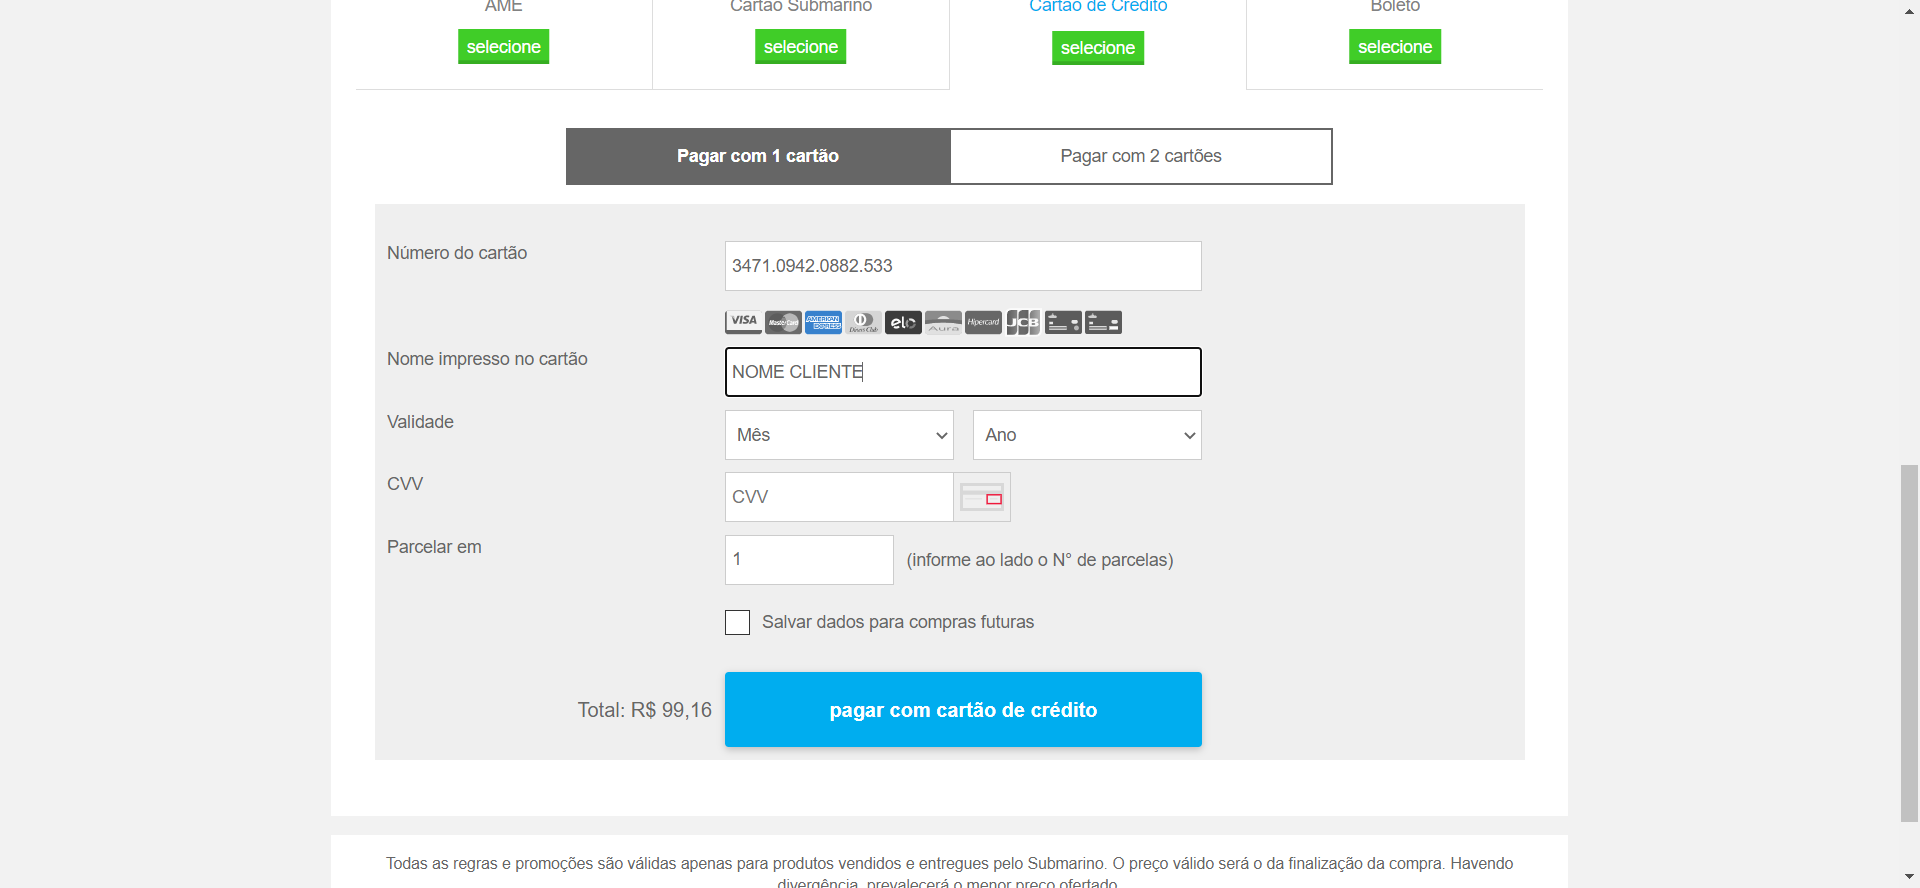 AME
Cartão Submarino
Cartão de Crédito
Boleto
selecione
selecione
selecione
selecione
Pagar com 1 cartão
Pagar com 2 cartões
Número do cartão
3471.0942.0882.533
VISA
MasterCard
AMERICAN EXPRESS
Diners Club
elo
Aura
Hipercard
JCB
Nome impresso no cartão
NOME CLIENTE
Validade
Mês
Ano
CVV
CVV
Parcelar em
1
(informe ao lado o N° de parcelas)
Salvar dados para compras futuras
Total: R$ 99,16
pagar com cartão de crédito
Todas as regras e promoções são válidas apenas para produtos vendidos e entregues pelo Submarino. O preço válido será o da finalização da compra. Havendo
divergência, prevalecerá o menor preço ofertado.